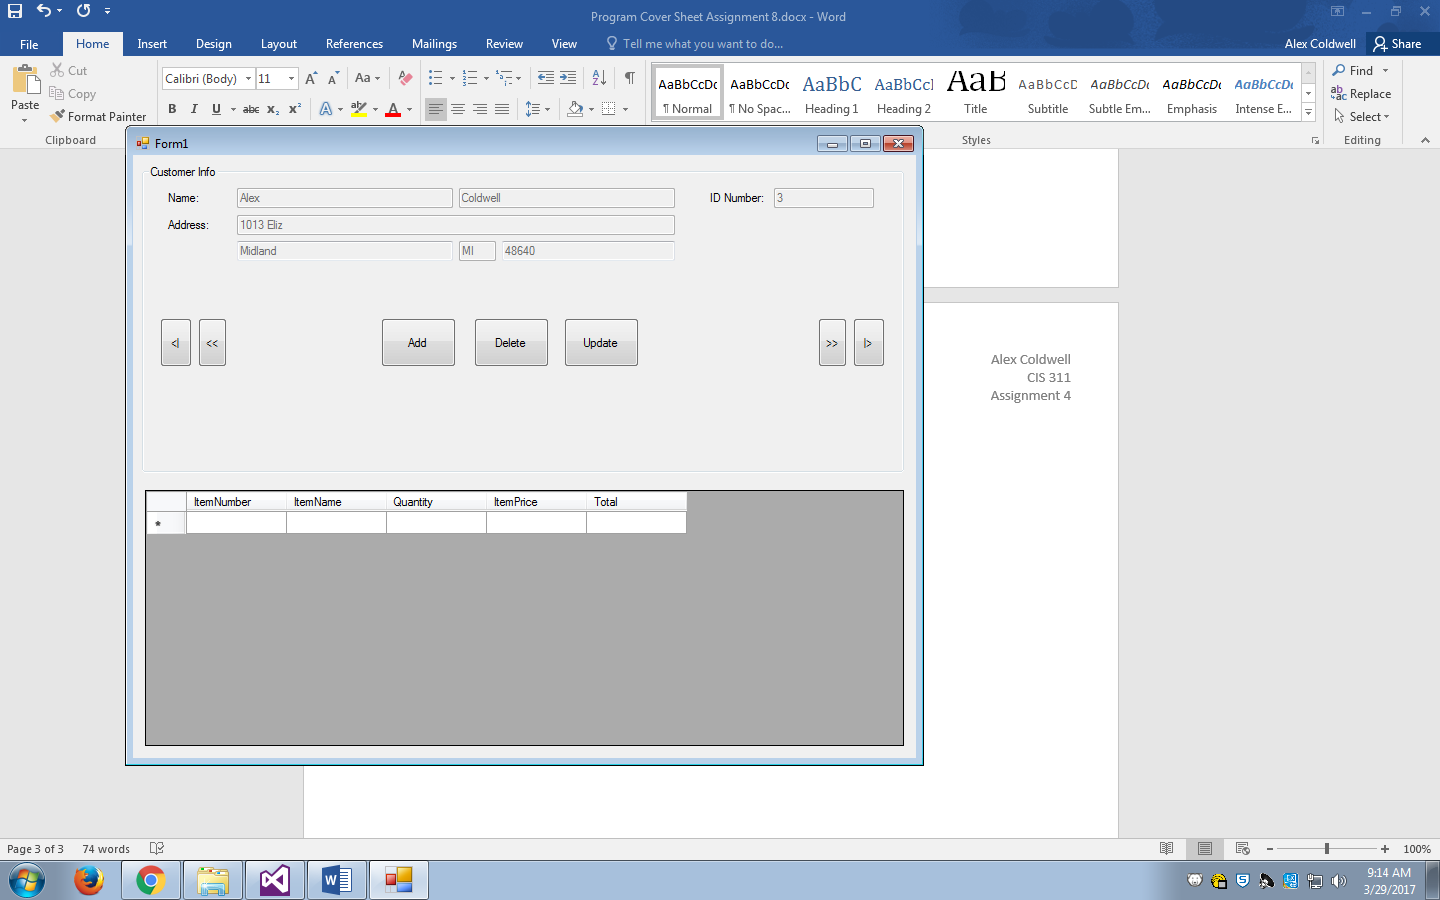 Program Cover Sheet Assignment 8.docx - Word
File Home Insert Design Layout References Mailings Review View Tell me what you want to do... Alex Coldwell Share
Paste
Cut
Copy
Format Painter
Clipboard
Calibri (Body) 11 Aa
B I U abc x₂ x² A ab A
AaBbCcDc AaBbCcDc AaBbC AaBbCcI AaB AaBbCcD AaBbCcDc AaBbCcDc AaBbCcDc
¶ Normal ¶ No Spac... Heading 1 Heading 2 Title Subtitle Subtle Em... Emphasis Intense E...
Styles
Find
Replace
Select
Editing
Form1
Customer Info
Name: Alex Coldwell ID Number: 3
Address: 1013 Eliz
Midland MI 48640
<| << Add Delete Update >> |>
ItemNumber ItemName Quantity ItemPrice Total
*
Alex Coldwell
CIS 311
Assignment 4
Page 3 of 3 74 words 100%
9:14 AM
3/29/2017